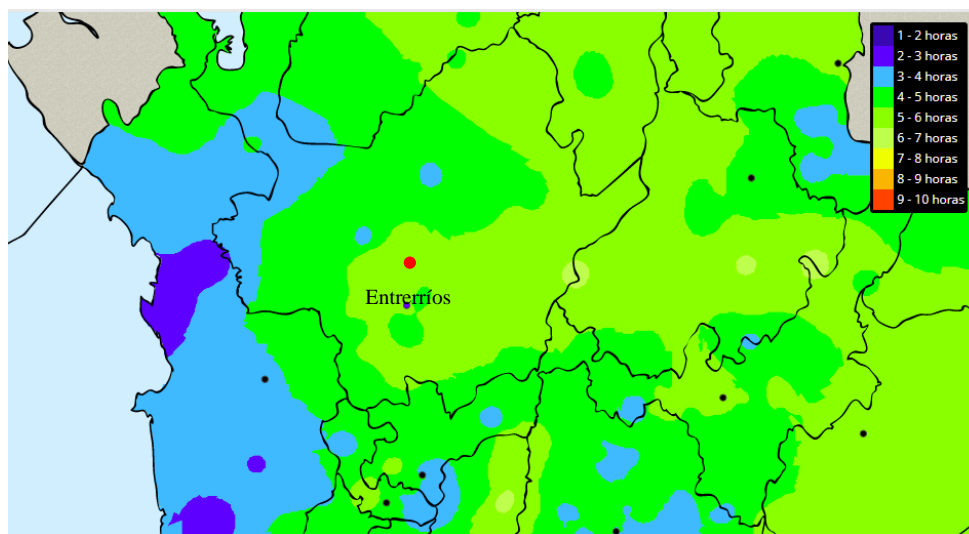 1 - 2 horas
2 - 3 horas
3 - 4 horas
4 - 5 horas
5 - 6 horas
6 - 7 horas
7 - 8 horas
8 - 9 horas
9 - 10 horas
Entrerríos